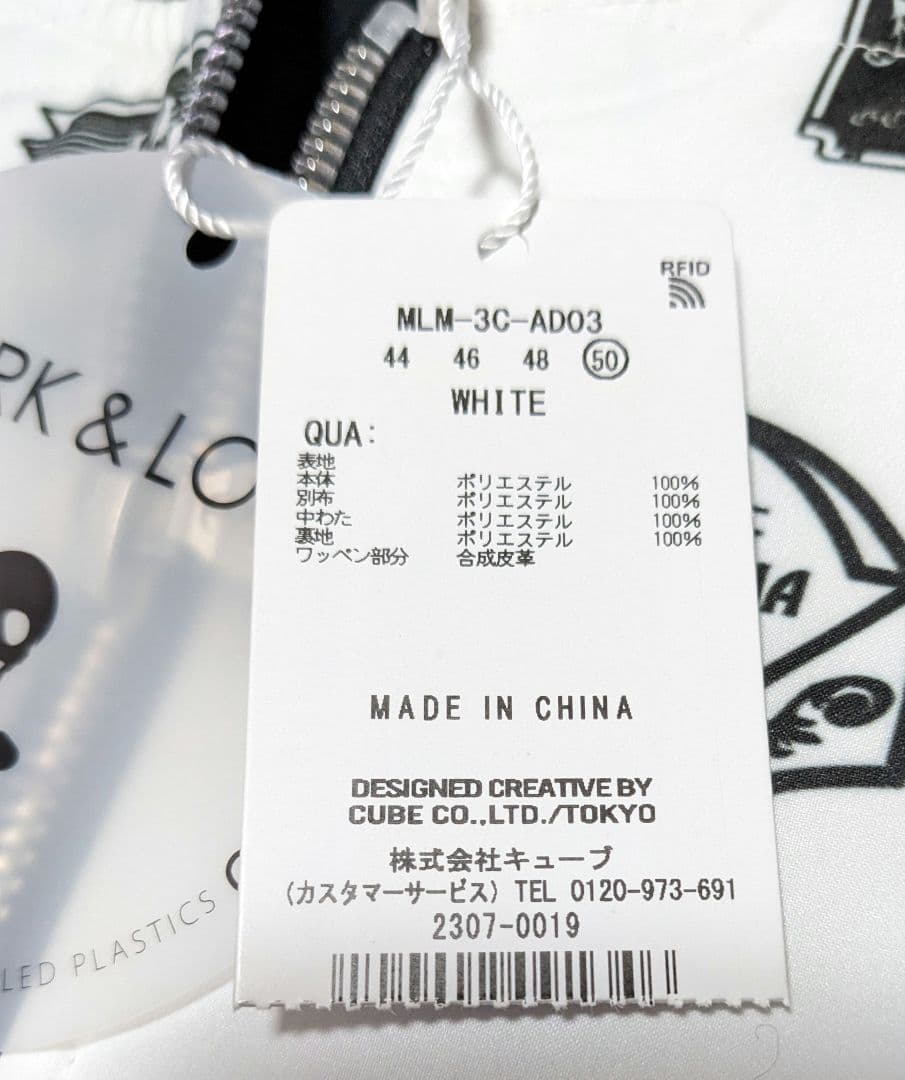 RFID
MLM-3C-AD03
44 46 48 50
WHITE
QUA:
表地
本体 ポリエステル 100%
別布 ポリエステル 100%
中わた ポリエステル 100%
裏地 ポリエステル 100%
ワッペン部分 合成皮革
MADE IN CHINA
DESIGNED CREATIVE BY
CUBE CO.,LTD./TOKYO
株式会社キューブ
(カスタマーサービス) TEL 0120-973-691
2307-0019
RK & LO
LED PLASTICS